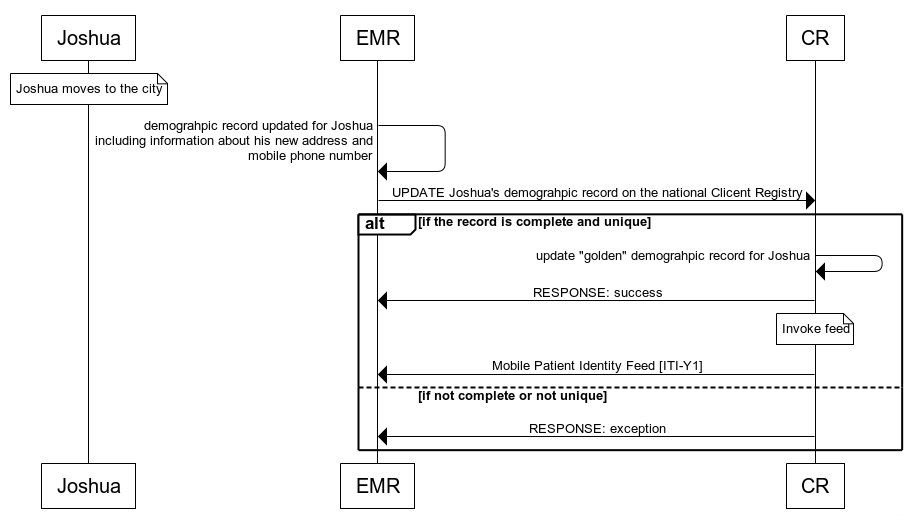 Joshua
EMR
CR
Joshua moves to the city
demograhpic record updated for Joshua
including information about his new address and
mobile phone number
UPDATE Joshua's demograhpic record on the national Clicent Registry
alt
[if the record is complete and unique]
update "golden" demograhpic record for Joshua
RESPONSE: success
Invoke feed
Mobile Patient Identity Feed [ITI-Y1]
[if not complete or not unique]
RESPONSE: exception
Joshua
EMR
CR